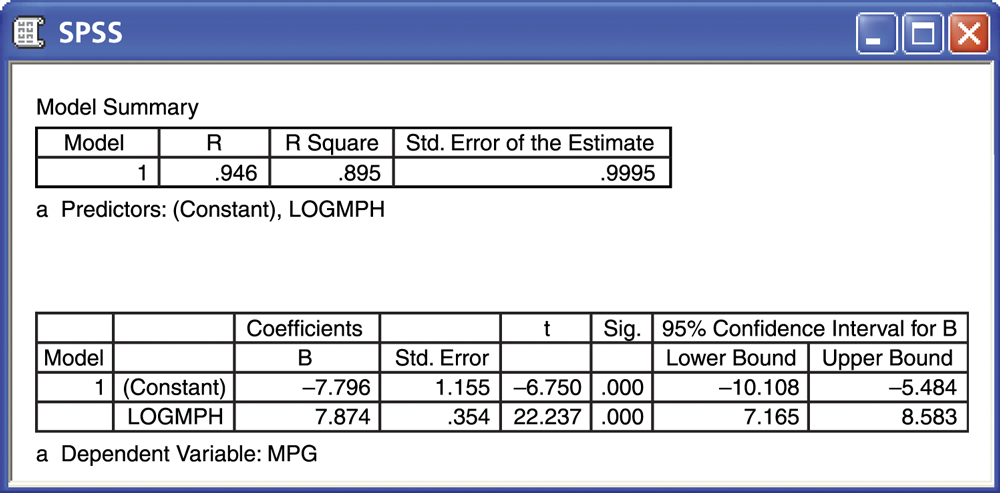 SPSS
Model Summary
Model R R Square Std. Error of the Estimate
1 .946 .895 .9995
a Predictors: (Constant), LOGMPH
Coefficients t Sig. 95% Confidence Interval for B
Model B Std. Error Lower Bound Upper Bound
1 (Constant) –7.796 1.155 –6.750 .000 –10.108 –5.484
LOGMPH 7.874 .354 22.237 .000 7.165 8.583
a Dependent Variable: MPG